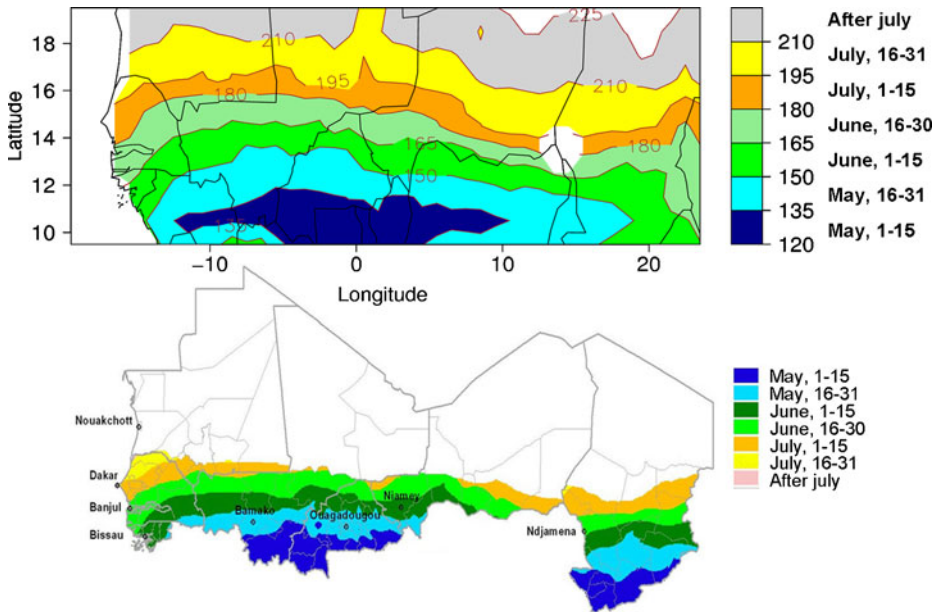 18
16
14
12
10
Latitude
225
210
210
195
180
180
165
150
135
−10
0
10
20
Longitude
210
195
180
165
150
135
120
After july
July, 16-31
July, 1-15
June, 16-30
June, 1-15
May, 16-31
May, 1-15
Nouakchott
Dakar
Banjul
Bissau
Bamako
Ouagadougou
Niamey
Ndjamena
May, 1-15
May, 16-31
June, 1-15
June, 16-30
July, 1-15
July, 16-31
After july